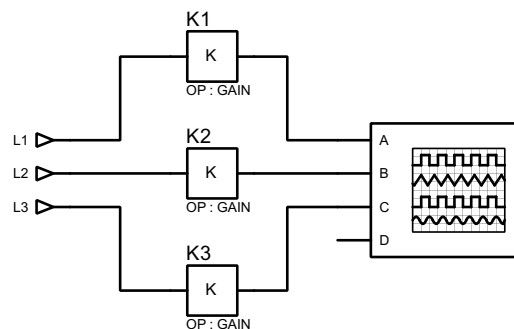 K1
K
OP : GAIN
L1
A
K2
L2
K
B
OP : GAIN
L3
C
D
K3
K
OP : GAIN